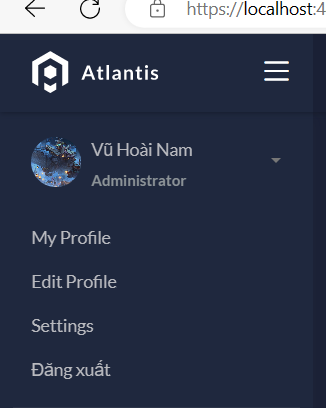 https://localhost:4
Atlantis
Vũ Hoài Nam
Administrator
My Profile
Edit Profile
Settings
Đăng xuất